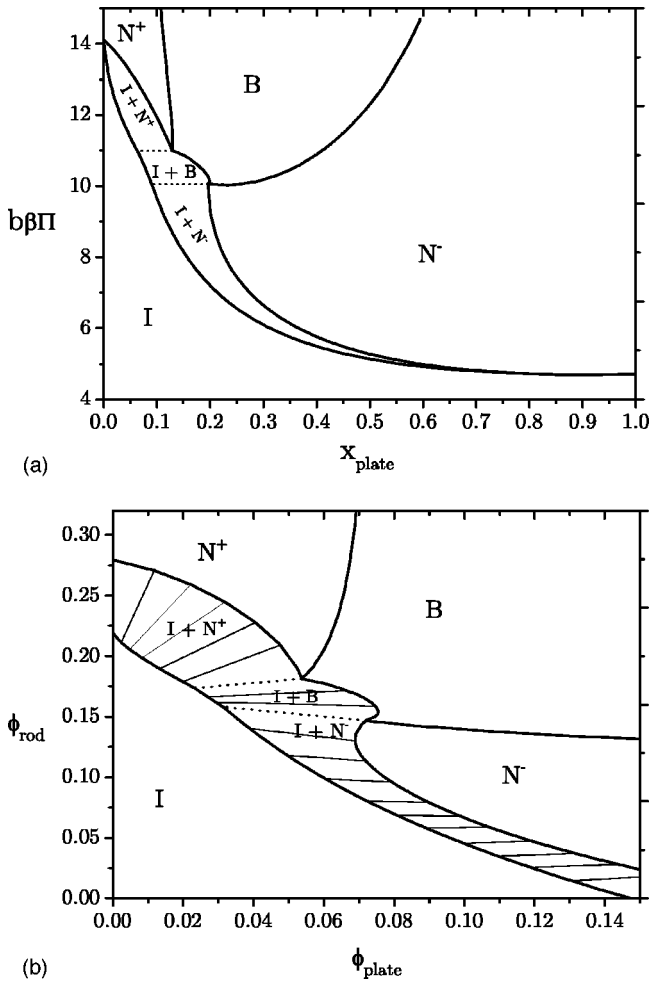 N+
14
B
I + N+
12
I + B
10
bβΠ
I + N-
N-
8
I
6
4
0.0 0.1 0.2 0.3 0.4 0.5 0.6 0.7 0.8 0.9 1.0
(a)
x_plate
N+
0.30
0.25
I + N+
B
0.20
I + B
ϕ_rod
0.15
I + N-
N-
0.10
I
0.05
0.00
0.00 0.02 0.04 0.06 0.08 0.10 0.12 0.14
(b)
ϕ_plate